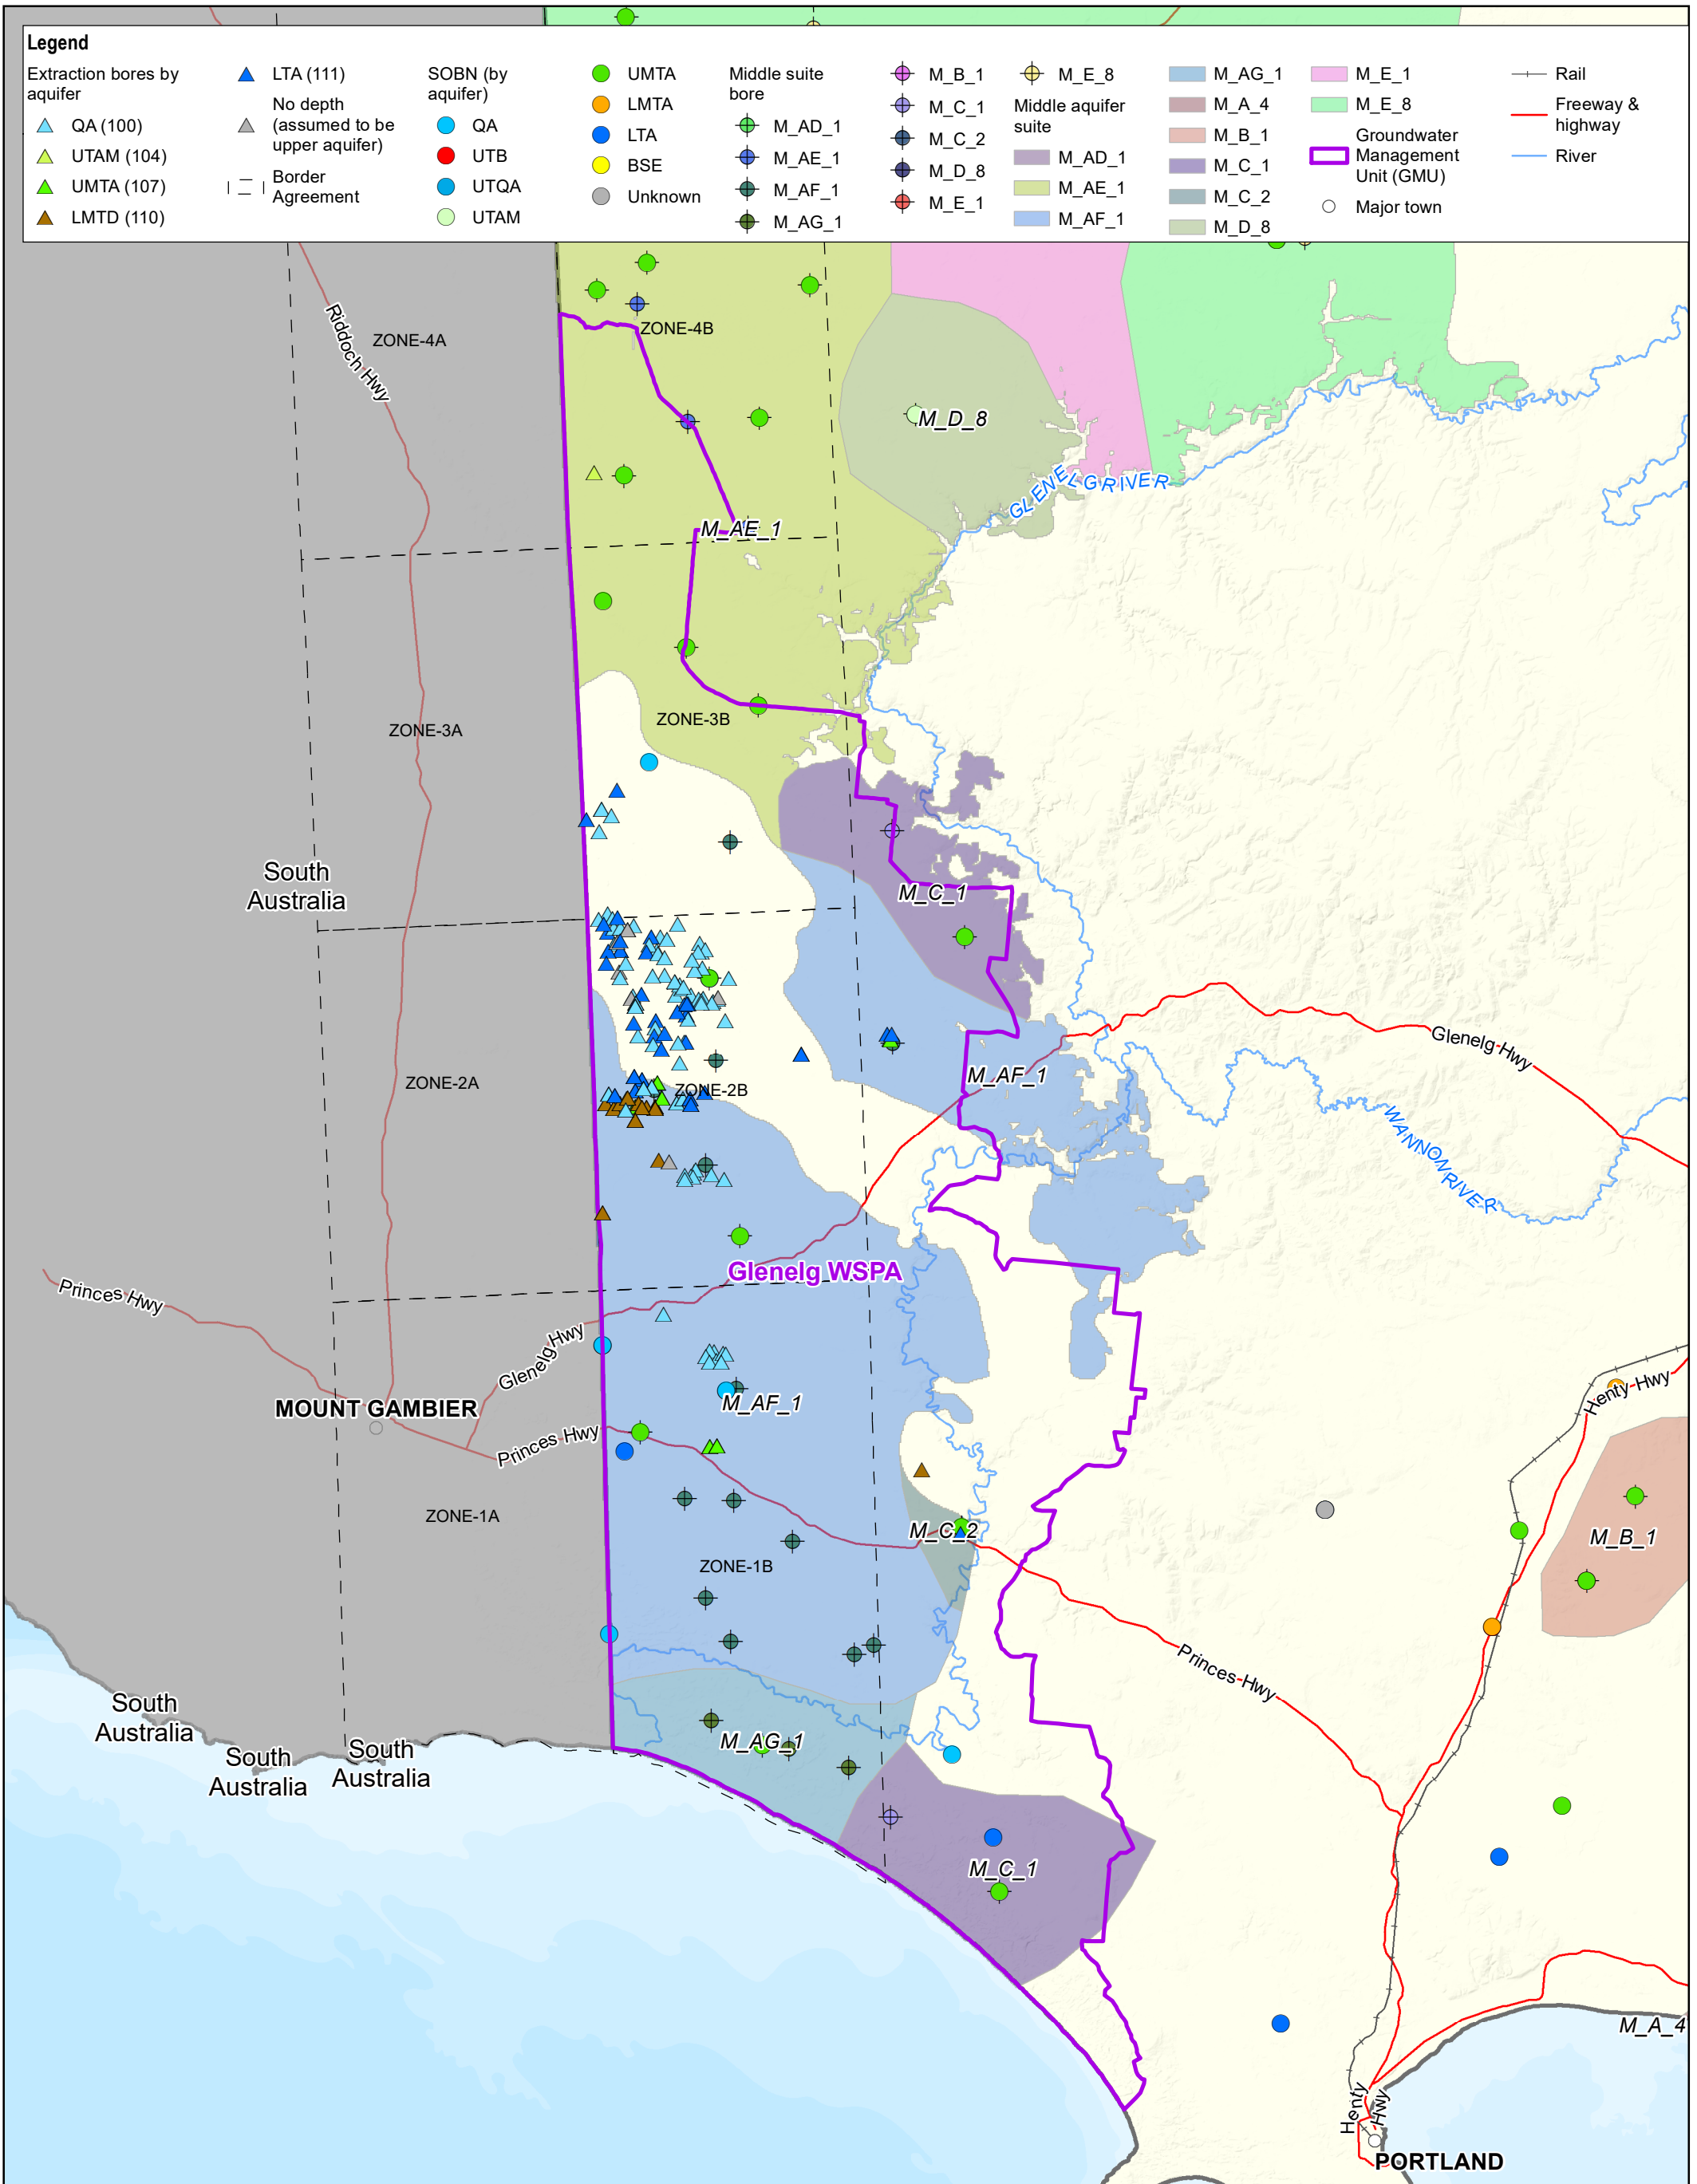 Legend
Extraction bores by
aquifer
QA (100)
UTAM (104)
UMTA (107)
LMTD (110)
LTA (111)
No depth
(assumed to be
upper aquifer)
Border
Agreement
SOBN (by
aquifer)
QA
UTB
UTQA
UTAM
UMTA
LMTA
LTA
BSE
Unknown
Middle suite
bore
M_AD_1
M_AE_1
M_AF_1
M_AG_1
M_B_1
M_C_1
M_C_2
M_D_8
M_E_1
M_E_8
Middle aquifer
suite
M_AD_1
M_AE_1
M_AF_1
M_AG_1
M_A_4
M_B_1
M_C_1
M_C_2
M_D_8
M_E_1
M_E_8
Groundwater
Management
Unit (GMU)
Major town
Rail
Freeway &
highway
River
ZONE-4A
Riddoch Hwy
ZONE-4B
M_D_8
GLENELG RIVER
M_AE_1
ZONE-3B
ZONE-3A
South
Australia
M_C_1
Glenelg Hwy
M_AF_1
ZONE-2A
ZONE-2B
WANNON RIVER
Glenelg WSPA
Princes Hwy
Glenelg Hwy
Henty Hwy
MOUNT GAMBIER
M_AF_1
Princes Hwy
ZONE-1A
M_C_2
M_B_1
ZONE-1B
Princes Hwy
South
Australia
South
Australia
South
Australia
M_AG_1
M_C_1
M_A_4
Henty
Hwy
PORTLAND